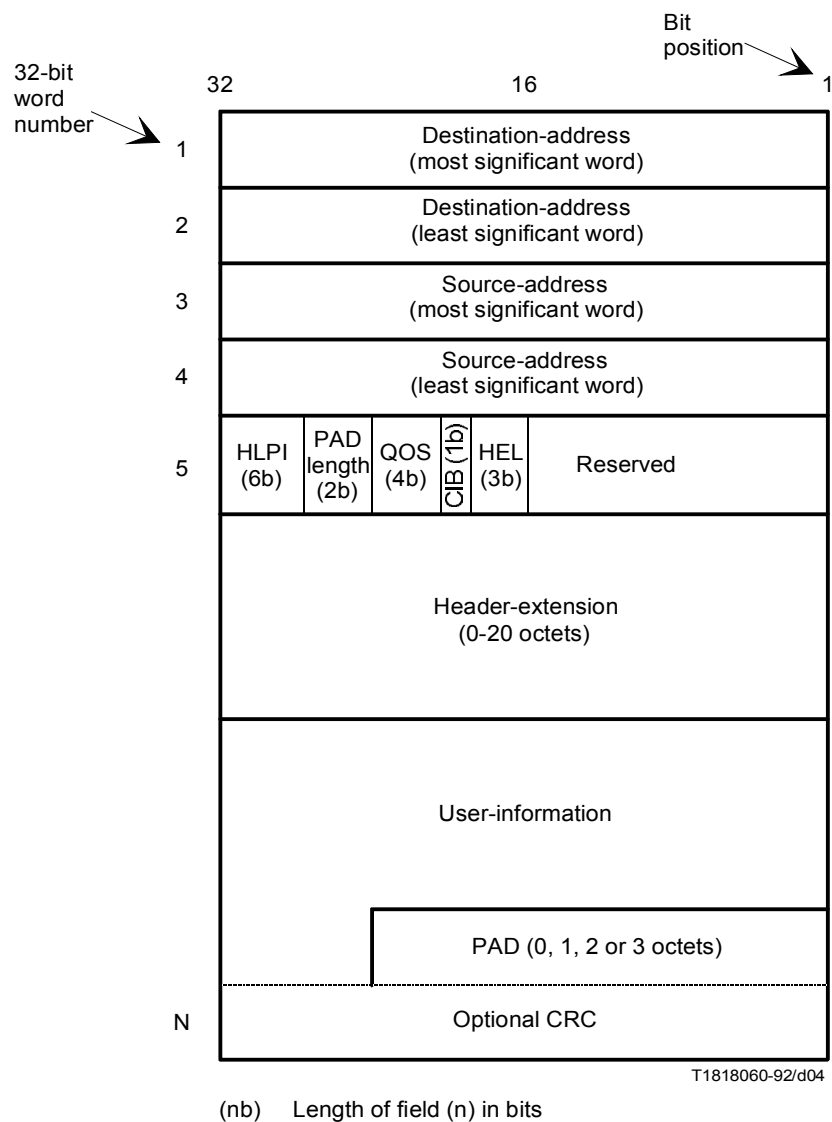 Bit
position
32-bit
word
number
32 16 1
1
Destination-address
(most significant word)
2
Destination-address
(least significant word)
3
Source-address
(most significant word)
4
Source-address
(least significant word)
5
HLPI
(6b)
PAD
length
(2b)
QOS
(4b)
CIB (1b)
HEL
(3b)
Reserved
Header-extension
(0-20 octets)
User-information
PAD (0, 1, 2 or 3 octets)
N
Optional CRC
T1818060-92/d04
(nb) Length of field (n) in bits